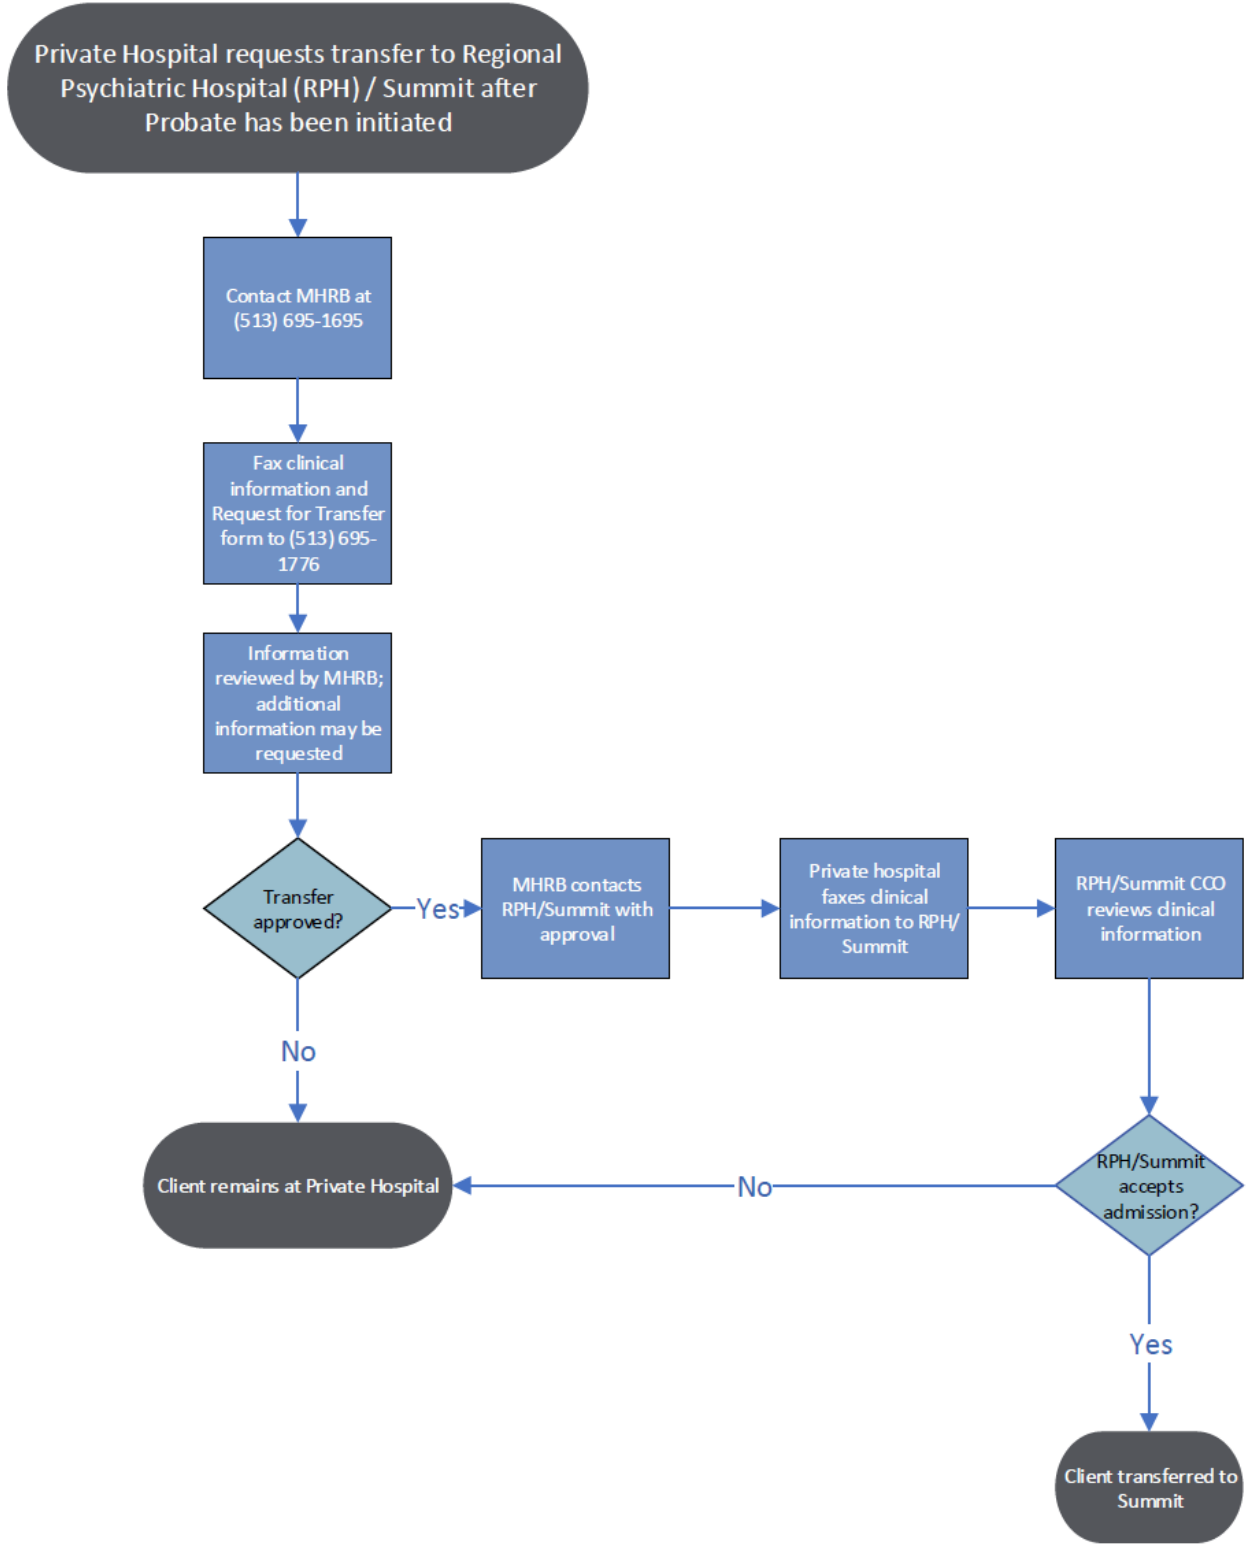 Private Hospital requests transfer to Regional
Psychiatric Hospital (RPH) / Summit after
Probate has been initiated
Contact MHRB at
(513) 695-1695
Fax clinical
information and
Request for Transfer
form to (513) 695-
1776
Information
reviewed by MHRB;
additional
information may be
requested
Transfer
approved?
Yes
MHRB contacts
RPH/Summit with
approval
Private hospital
faxes clinical
information to RPH/
Summit
RPH/Summit CCO
reviews clinical
information
No
Client remains at Private Hospital
No
RPH/Summit
accepts
admission?
Yes
Client transferred to
Summit